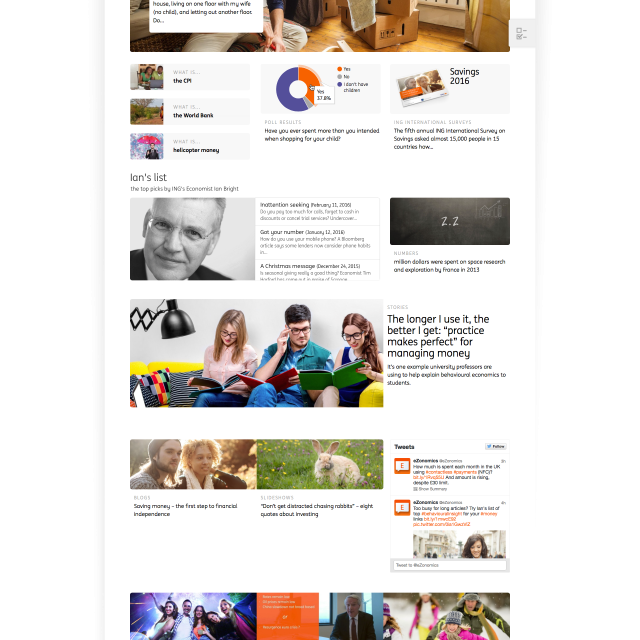 house, living on one floor with my wife
(no child), and letting out another floor.
Do...
WHAT IS...
the CPI
WHAT IS...
the World Bank
WHAT IS...
helicopter money
Yes
No
I don't have
children
Yes
37.8%
POLL RESULTS
Have you ever spent more than you intended
when shopping for your child?
Savings
2016
ING INTERNATIONAL SURVEYS
The fifth annual ING International Survey on
Savings asked almost 15,000 people in 15
countries how...
Ian's list
the top picks by ING's Economist Ian Bright
Inattention seeking (February 11, 2016)
Do you pay too much for calls, forget to cash in
discounts or cancel trial services? Undercover...
Got your number (January 12, 2016)
How do you use your mobile phone? A Bloomberg
article says some lenders now consider phone habits
in...
A Christmas message (December 24, 2015)
Is seasonal giving really a good thing? Economist Tim
2.2
NUMBERS
million dollars were spent on space research
and exploration by France in 2013
STORIES
The longer I use it, the
better I get: “practice
makes perfect” for
managing money
It's one example university professors are
using to help explain behavioural economics to
students.
BLOGS
Saving money – the first step to financial
independence
SLIDESHOWS
“Don't get distracted chasing rabbits” – eight
quotes about investing
Tweets
Follow
eZonomics @eZonomics
How much is spent each month in the UK
using #contactless #payments (NFC)?
And amount is rising,
despite £30 limit.
Show Summary
eZonomics @eZonomics
Too busy for long articles? Try Ian's list of
top #behaviouralinsight for your #money
links
Tweet to @eZonomics
or